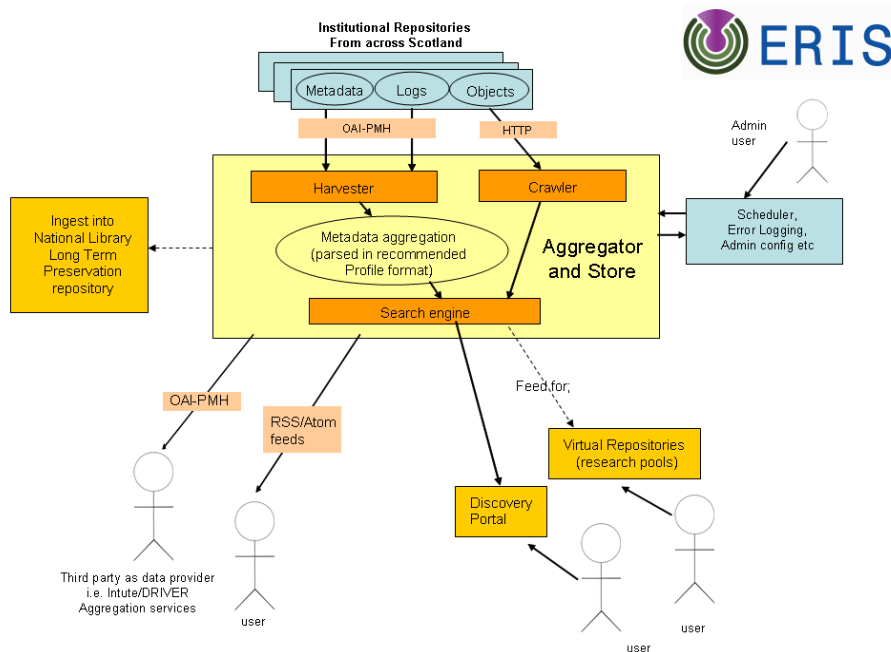 Institutional Repositories
From across Scotland
ERIS
Metadata
Logs
Objects
OAI-PMH
HTTP
Admin
user
Harvester
Crawler
Ingest into
National Library
Long Term
Preservation
repository
Metadata aggregation
(parsed in recommended
Profile format)
Aggregator
and Store
Scheduler,
Error Logging,
Admin config etc
Search engine
Feed for;
OAI-PMH
RSS/Atom
feeds
Virtual Repositories
(research pools)
Discovery
Portal
Third party as data provider
i.e. Intute/DRIVER
Aggregation services
user
user
user